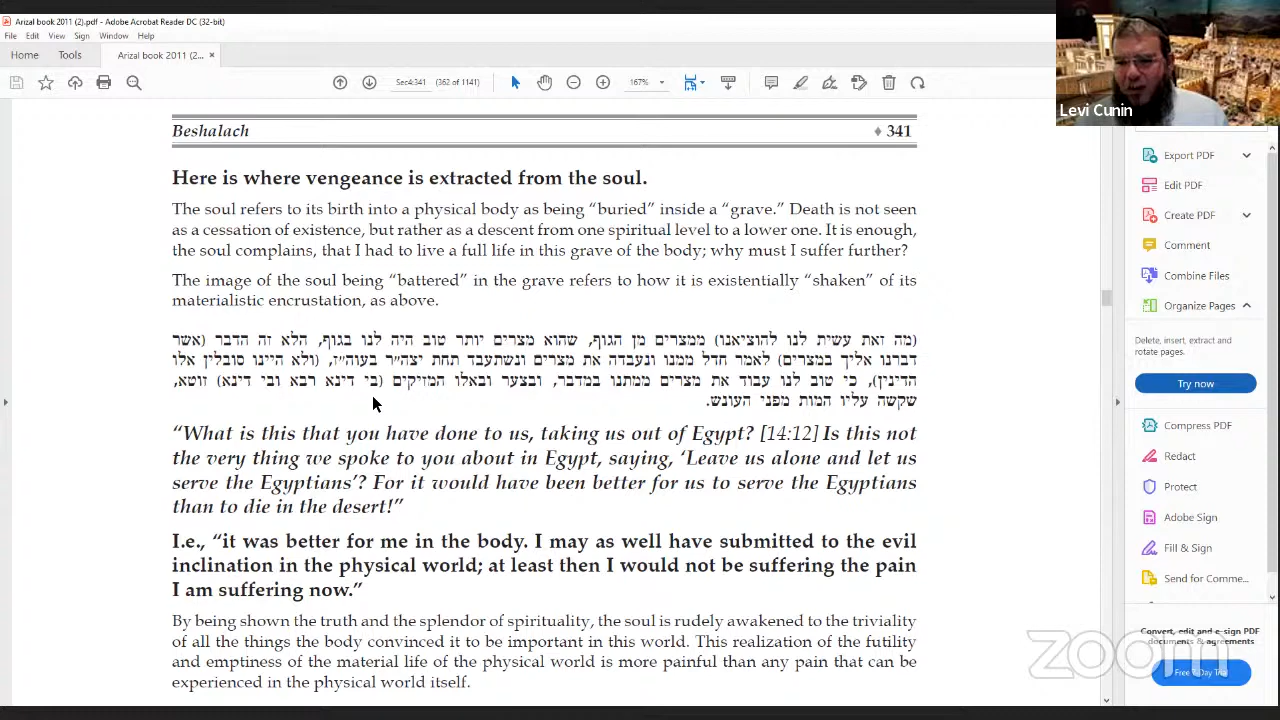 Arizal book 2011 (2).pdf - Adobe Acrobat Reader DC (32-bit)
File Edit View Sign Window Help
Home Tools Arizal book 2011 (2... ×
Sec4:341 (362 of 1141) 167%
Levi Cunin
Beshalach ♦ 341
Here is where vengeance is extracted from the soul.
The soul refers to its birth into a physical body as being “buried” inside a “grave.” Death is not seen
as a cessation of existence, but rather as a descent from one spiritual level to a lower one. It is enough,
the soul complains, that I had to live a full life in this grave of the body; why must I suffer further?
The image of the soul being “battered” in the grave refers to how it is existentially “shaken” of its
materialistic encrustation, as above.
(מה זאת עשית לנו להוציאנו) ממצרים מן הגוף, שהוא מצרים יותר טוב היה לנו בגוף, הלא זה הדבר (אשר
דברנו אליך במצרים) לאמר חדל ממנו ונעבדה את מצרים ונשתעבד תחת יצה״ר בעוה״ז, (ולא היינו סובלין אלו
הדינין), כי טוב לנו עבוד את מצרים ממתנו במדבר, ובצער ובאלו המזיקים (בי דינא רבא ובי דינא) זוטא,
שקשה עליו המות מפני העונש.
“What is this that you have done to us, taking us out of Egypt? [14:12] Is this not
the very thing we spoke to you about in Egypt, saying, ‘Leave us alone and let us
serve the Egyptians’? For it would have been better for us to serve the Egyptians
than to die in the desert!”
I.e., “it was better for me in the body. I may as well have submitted to the evil
inclination in the physical world; at least then I would not be suffering the pain
I am suffering now.”
By being shown the truth and the splendor of spirituality, the soul is rudely awakened to the triviality
of all the things the body convinced it to be important in this world. This realization of the futility
and emptiness of the material life of the physical world is more painful than any pain that can be
experienced in the physical world itself.
Export PDF
Edit PDF
Create PDF
Comment
Combine Files
Organize Pages
Delete, insert, extract and
rotate pages.
Try now
Compress PDF
Redact
Protect
Adobe Sign
Fill & Sign
Send for Comme...
Convert, edit and e-sign PDF
documents & agreements
Free 7-Day Trial
zoom